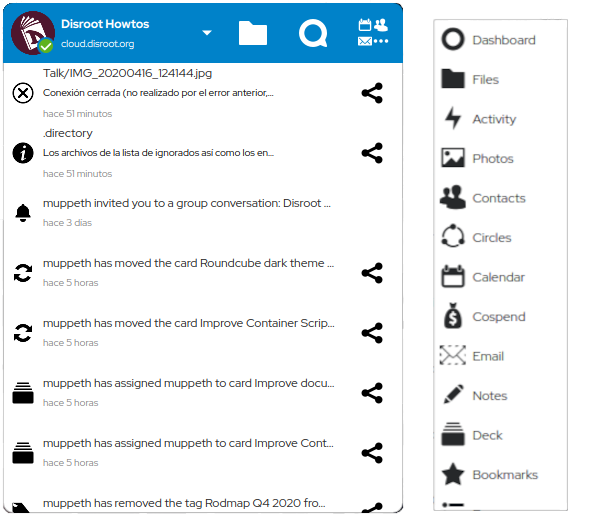 Disroot Howtos
cloud.disroot.org
Talk/IMG_20200416_124144.jpg
Conexión cerrada (no realizado por el error anterior,...
hace 51 minutos
.directory
Los archivos de la lista de ignorados así como los en...
hace 51 minutos
muppeth invited you to a group conversation: Disroot ...
hace 3 días
muppeth has moved the card Roundcube dark theme ...
hace 5 horas
muppeth has moved the card Improve Container Scrip...
hace 5 horas
muppeth has assigned muppeth to card Improve docu...
hace 5 horas
muppeth has assigned muppeth to card Improve Cont...
hace 5 horas
muppeth has removed the tag Rodmap Q4 2020 fro...
Dashboard
Files
Activity
Photos
Contacts
Circles
Calendar
Cospend
Email
Notes
Deck
Bookmarks